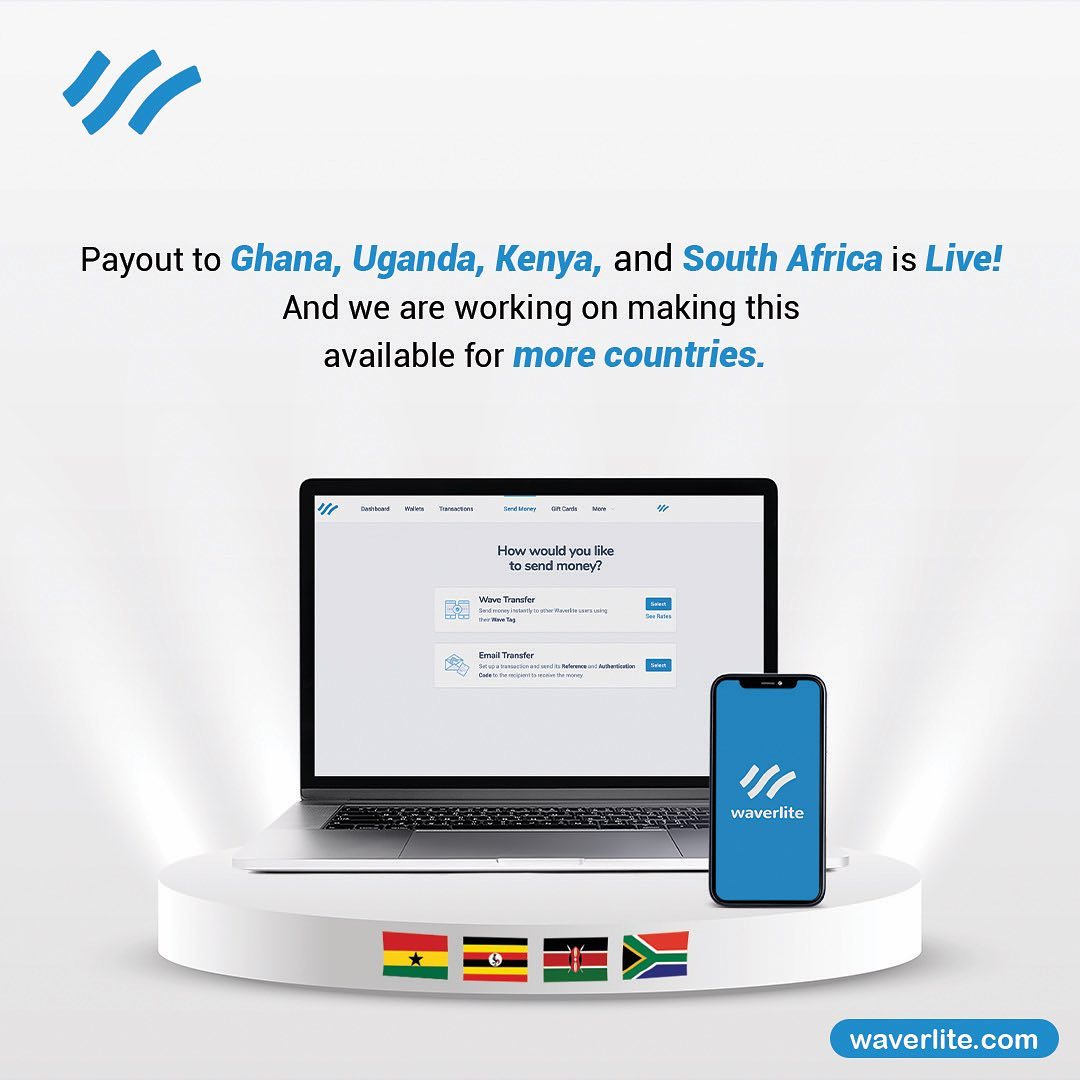 Payout to Ghana, Uganda, Kenya, and South Africa is Live!
And we are working on making this
available for more countries.
Dashboard Wallets Transactions Send Money Gift Cards More
How would you like
to send money?
Wave Transfer
Send money instantly to other Waverlite users using
their Wave Tag
Select
See Rates
Email Transfer
Set up a transaction and send its Reference and Authentication
Code to the recipient to receive the money.
Select
waverlite
waverlite.com